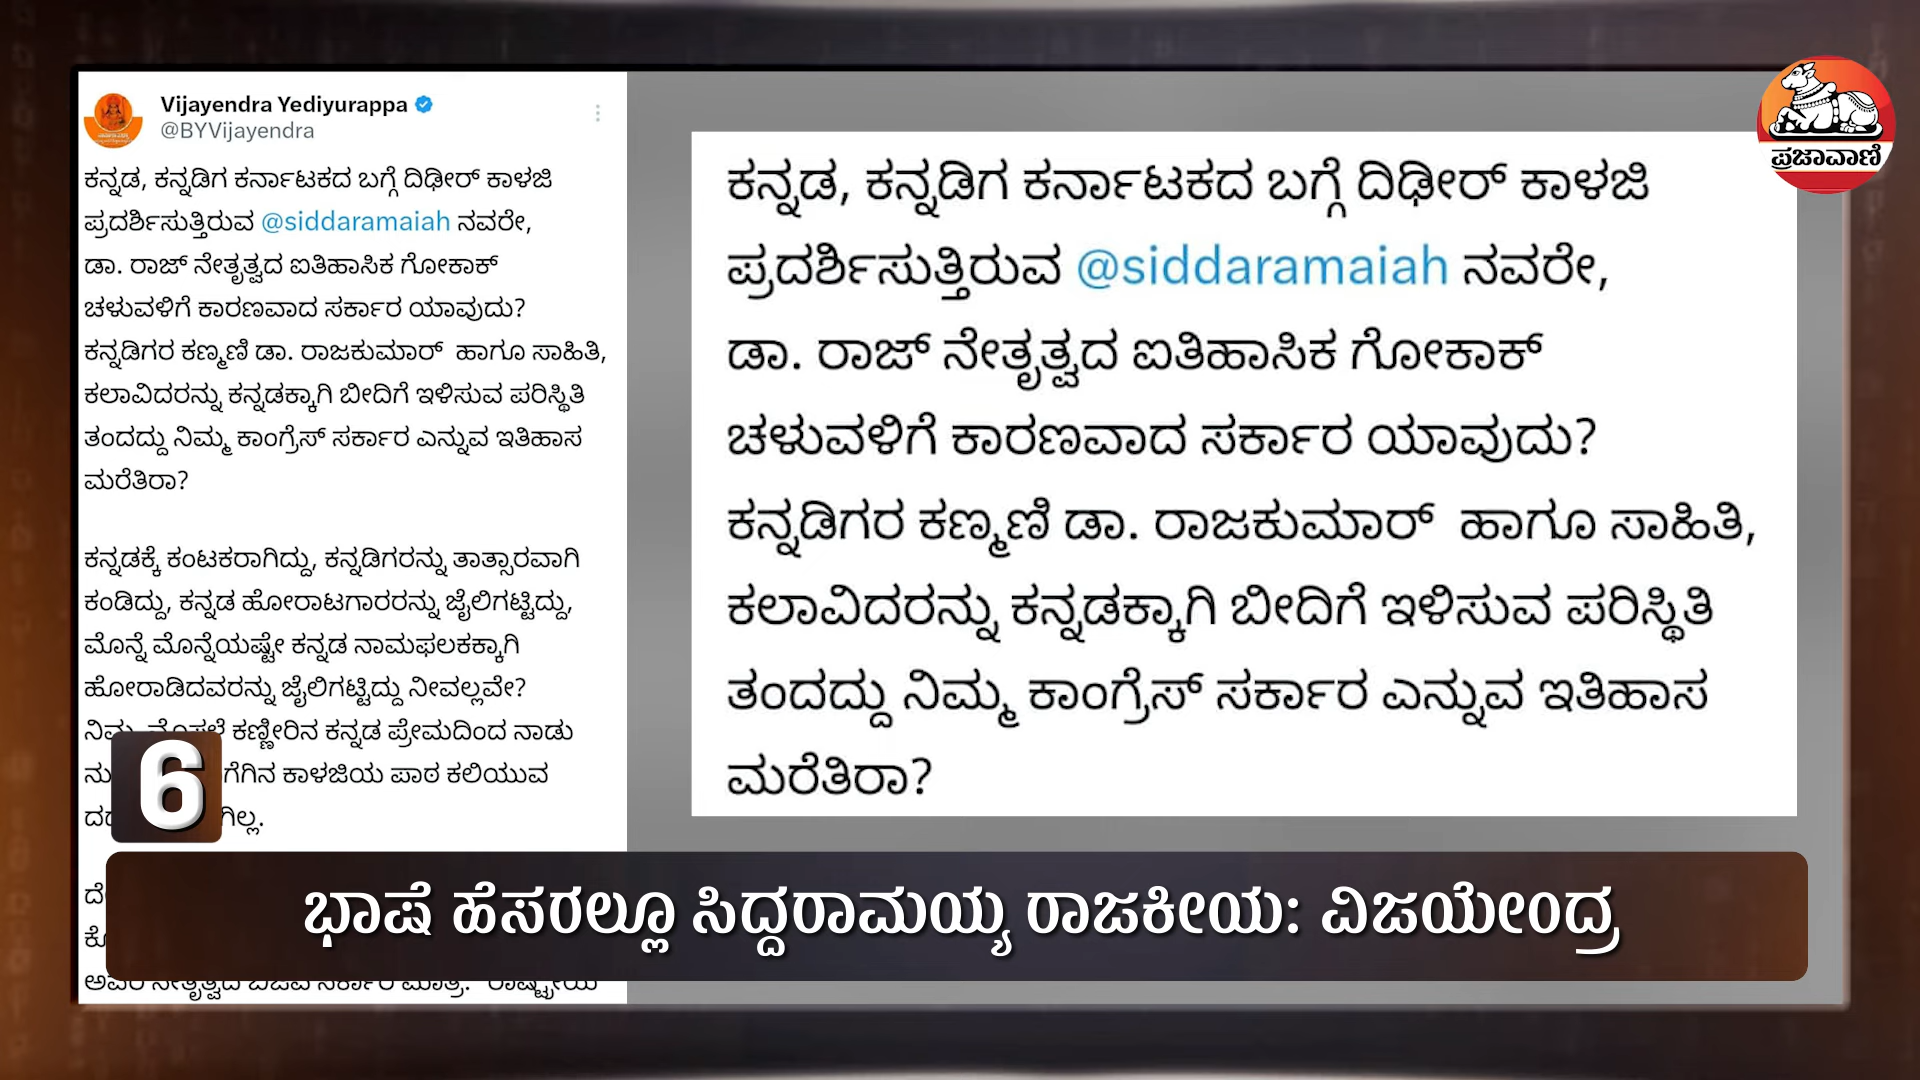 Vijayendra Yediyurappa
@BYVijayendra
ಕನ್ನಡ, ಕನ್ನಡಿಗ ಕರ್ನಾಟಕದ ಬಗ್ಗೆ ದಿಢೀರ್ ಕಾಳಜಿ
ಪ್ರದರ್ಶಿಸುತ್ತಿರುವ @siddaramaiah ನವರೇ,
ಡಾ. ರಾಜ್ ನೇತೃತ್ವದ ಐತಿಹಾಸಿಕ ಗೋಕಾಕ್
ಚಳುವಳಿಗೆ ಕಾರಣವಾದ ಸರ್ಕಾರ ಯಾವುದು?
ಕನ್ನಡಿಗರ ಕಣ್ಮಣಿ ಡಾ. ರಾಜಕುಮಾರ್ ಹಾಗೂ ಸಾಹಿತಿ,
ಕಲಾವಿದರನ್ನು ಕನ್ನಡಕ್ಕಾಗಿ ಬೀದಿಗೆ ಇಳಿಸುವ ಪರಿಸ್ಥಿತಿ
ತಂದದ್ದು ನಿಮ್ಮ ಕಾಂಗ್ರೆಸ್ ಸರ್ಕಾರ ಎನ್ನುವ ಇತಿಹಾಸ
ಮರೆತಿರಾ?
ಕನ್ನಡಕ್ಕೆ ಕಂಟಕರಾಗಿದ್ದು, ಕನ್ನಡಿಗರನ್ನು ತಾತ್ಸಾರವಾಗಿ
ಕಂಡಿದ್ದು, ಕನ್ನಡ ಹೋರಾಟಗಾರರನ್ನು ಜೈಲಿಗಟ್ಟಿದ್ದು,
ಮೊನ್ನೆ ಮೊನ್ನೆಯಷ್ಟೇ ಕನ್ನಡ ನಾಮಫಲಕಕ್ಕಾಗಿ
ಹೋರಾಡಿದವರನ್ನು ಜೈಲಿಗಟ್ಟಿದ್ದು ನೀವಲ್ಲವೇ?
ಕಣ್ಣೀರಿನ ಕನ್ನಡ ಪ್ರೇಮದಿಂದ ನಾಡು
ಕಾಳಜಿಯ ಪಾಠ ಕಲಿಯುವ
ಕನ್ನಡ, ಕನ್ನಡಿಗ ಕರ್ನಾಟಕದ ಬಗ್ಗೆ ದಿಢೀರ್ ಕಾಳಜಿ
ಪ್ರದರ್ಶಿಸುತ್ತಿರುವ @siddaramaiah ನವರೇ,
ಡಾ. ರಾಜ್ ನೇತೃತ್ವದ ಐತಿಹಾಸಿಕ ಗೋಕಾಕ್
ಚಳುವಳಿಗೆ ಕಾರಣವಾದ ಸರ್ಕಾರ ಯಾವುದು?
ಕನ್ನಡಿಗರ ಕಣ್ಮಣಿ ಡಾ. ರಾಜಕುಮಾರ್ ಹಾಗೂ ಸಾಹಿತಿ,
ಕಲಾವಿದರನ್ನು ಕನ್ನಡಕ್ಕಾಗಿ ಬೀದಿಗೆ ಇಳಿಸುವ ಪರಿಸ್ಥಿತಿ
ತಂದದ್ದು ನಿಮ್ಮ ಕಾಂಗ್ರೆಸ್ ಸರ್ಕಾರ ಎನ್ನುವ ಇತಿಹಾಸ
ಮರೆತಿರಾ?
ಪ್ರಜಾವಾಣಿ
6
ಭಾಷೆ ಹೆಸರಲ್ಲೂ ಸಿದ್ದರಾಮಯ್ಯ ರಾಜಕೀಯ: ವಿಜಯೇಂದ್ರ